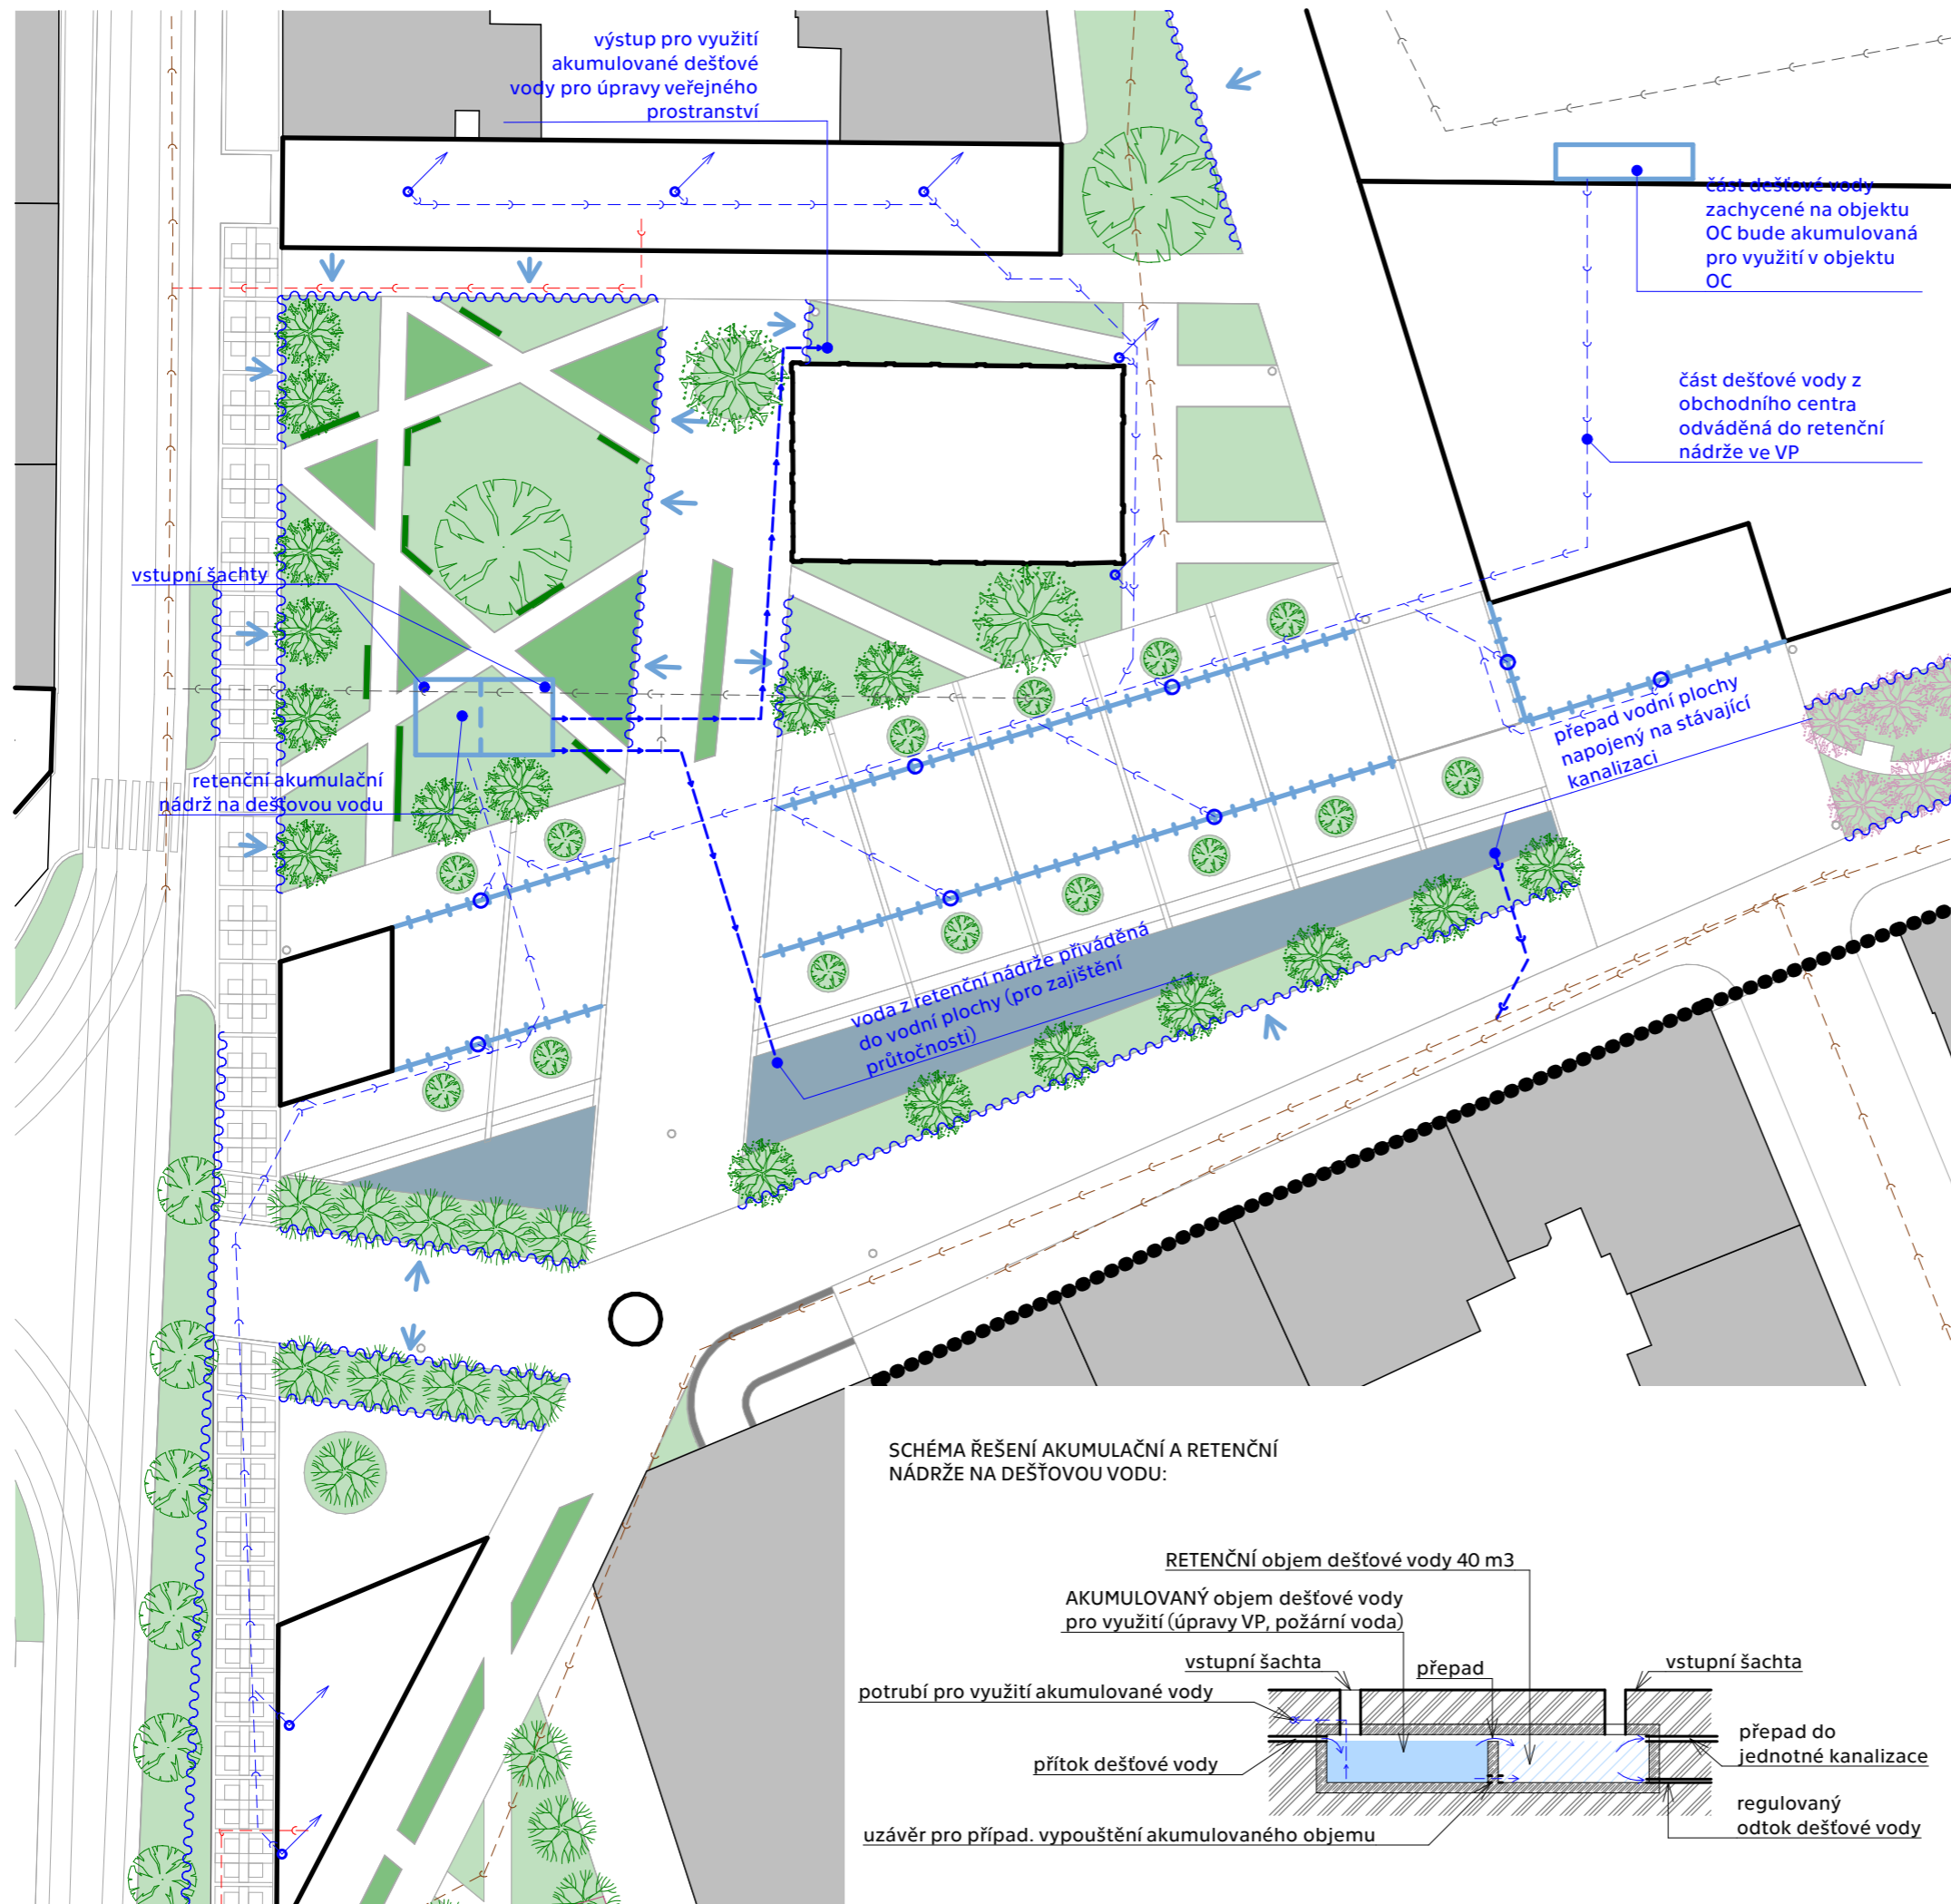 výstup pro využití
akumulované dešťové
vody pro úpravy veřejného
prostranství
část dešťové vody
zachycené na objektu
OC bude akumulovaná
pro využití v objektu
OC
část dešťové vody z
obchodního centra
odváděná do retenční
nádrže ve VP
vstupní šachty
retenční akumulační
nádrž na dešťovou vodu
přepad vodní plochy
napojený na stávající
kanalizaci
voda z retenční nádrže přiváděná
do vodní plochy (pro zajištění
průtočnosti)
SCHÉMA ŘEŠENÍ AKUMULAČNÍ A RETENČNÍ
NÁDRŽE NA DEŠŤOVOU VODU:
RETENČNÍ objem dešťové vody 40 m3
AKUMULOVANÝ objem dešťové vody
pro využití (úpravy VP, požární voda)
vstupní šachta
přepad
vstupní šachta
potrubí pro využití akumulované vody
přítok dešťové vody
přepad do
jednotné kanalizace
regulovaný
odtok dešťové vody
uzávěr pro případ. vypouštění akumulovaného objemu